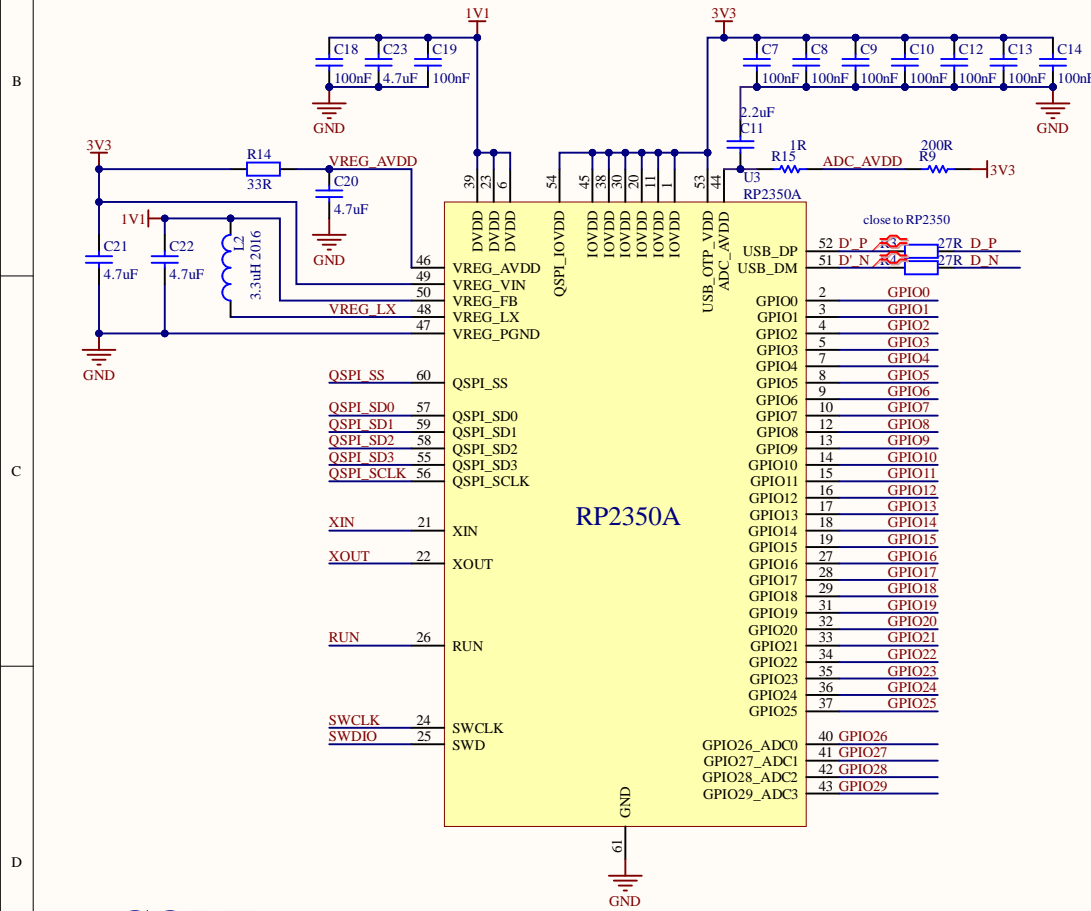 1V1
3V3
C18
C23
C19
100nF
4.7uF
100nF
C7
C8
C9
C10
C12
C13
C14
100nF
100nF
100nF
100nF
100nF
100nF
B
GND
GND
2.2uF
C11
3V3
R14
33R
VREG_AVDD
C20
4.7uF
GND
1R
R15
ADC_AVDD
200R
R9
3V3
U3
RP2350A
39
23
6
54
45
38
30
20
11
1
53
44
DVDD
DVDD
DVDD
QSPI_IOVDD
IOVDD
IOVDD
IOVDD
IOVDD
IOVDD
IOVDD
USB_OTP_VDD
ADC_AVDD
1V1
C21
4.7uF
C22
4.7uF
L2
3.3uH 2016
VREG_LX
GND
46 VREG_AVDD
49 VREG_VIN
50 VREG_FB
48 VREG_LX
47 VREG_PGND
close to RP2350
USB_DP 52 D'_P 27R D_P
USB_DM 51 D'_N 27R D_N
QSPI_SS 60 QSPI_SS
QSPI_SD0 57 QSPI_SD0
QSPI_SD1 59 QSPI_SD1
QSPI_SD2 58 QSPI_SD2
QSPI_SD3 55 QSPI_SD3
QSPI_SCLK 56 QSPI_SCLK
C
XIN 21 XIN
XOUT 22 XOUT
RUN 26 RUN
SWCLK 24 SWCLK
SWDIO 25 SWD
RP2350A
GPIO0 2 GPIO0
GPIO1 3 GPIO1
GPIO2 4 GPIO2
GPIO3 5 GPIO3
GPIO4 7 GPIO4
GPIO5 8 GPIO5
GPIO6 9 GPIO6
GPIO7 10 GPIO7
GPIO8 12 GPIO8
GPIO9 13 GPIO9
GPIO10 14 GPIO10
GPIO11 15 GPIO11
GPIO12 16 GPIO12
GPIO13 17 GPIO13
GPIO14 18 GPIO14
GPIO15 19 GPIO15
GPIO16 27 GPIO16
GPIO17 28 GPIO17
GPIO18 29 GPIO18
GPIO19 31 GPIO19
GPIO20 32 GPIO20
GPIO21 33 GPIO21
GPIO22 34 GPIO22
GPIO23 35 GPIO23
GPIO24 36 GPIO24
GPIO25 37 GPIO25
GPIO26_ADC0 40 GPIO26
GPIO27_ADC1 41 GPIO27
GPIO28_ADC2 42 GPIO28
GPIO29_ADC3 43 GPIO29
GND
61
GND
D